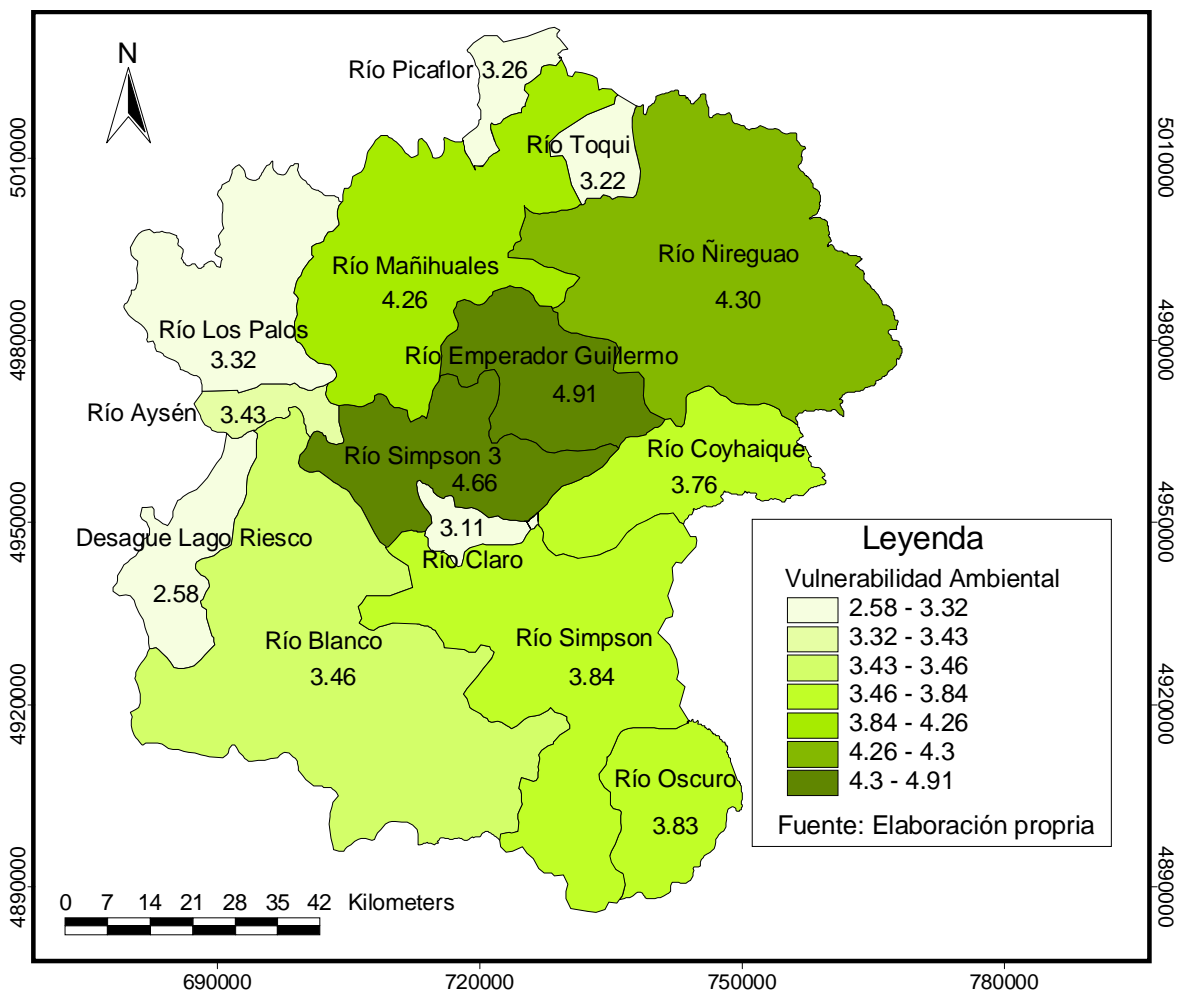 N
Río Picaflor 3.26
Río Toqui
3.22
Río Ñireguao
4.30
Río Mañihuales
4.26
Río Los Palos
3.32
Río Emperador Guillermo
4.91
Río Aysén 3.43
Río Simpson 3
4.66
Río Coyhaique
3.76
3.11
Río Claro
Desague Lago Riesco
2.58
Río Blanco
3.46
Río Simpson
3.84
Río Oscuro
3.83
Leyenda
Vulnerabilidad Ambiental
2.58 - 3.32
3.32 - 3.43
3.43 - 3.46
3.46 - 3.84
3.84 - 4.26
4.26 - 4.3
4.3 - 4.91
Fuente: Elaboración propria
0 7 14 21 28 35 42 Kilometers
5010000
4980000
4950000
4920000
4890000
5010000
4980000
4950000
4920000
4890000
690000 720000 750000 780000